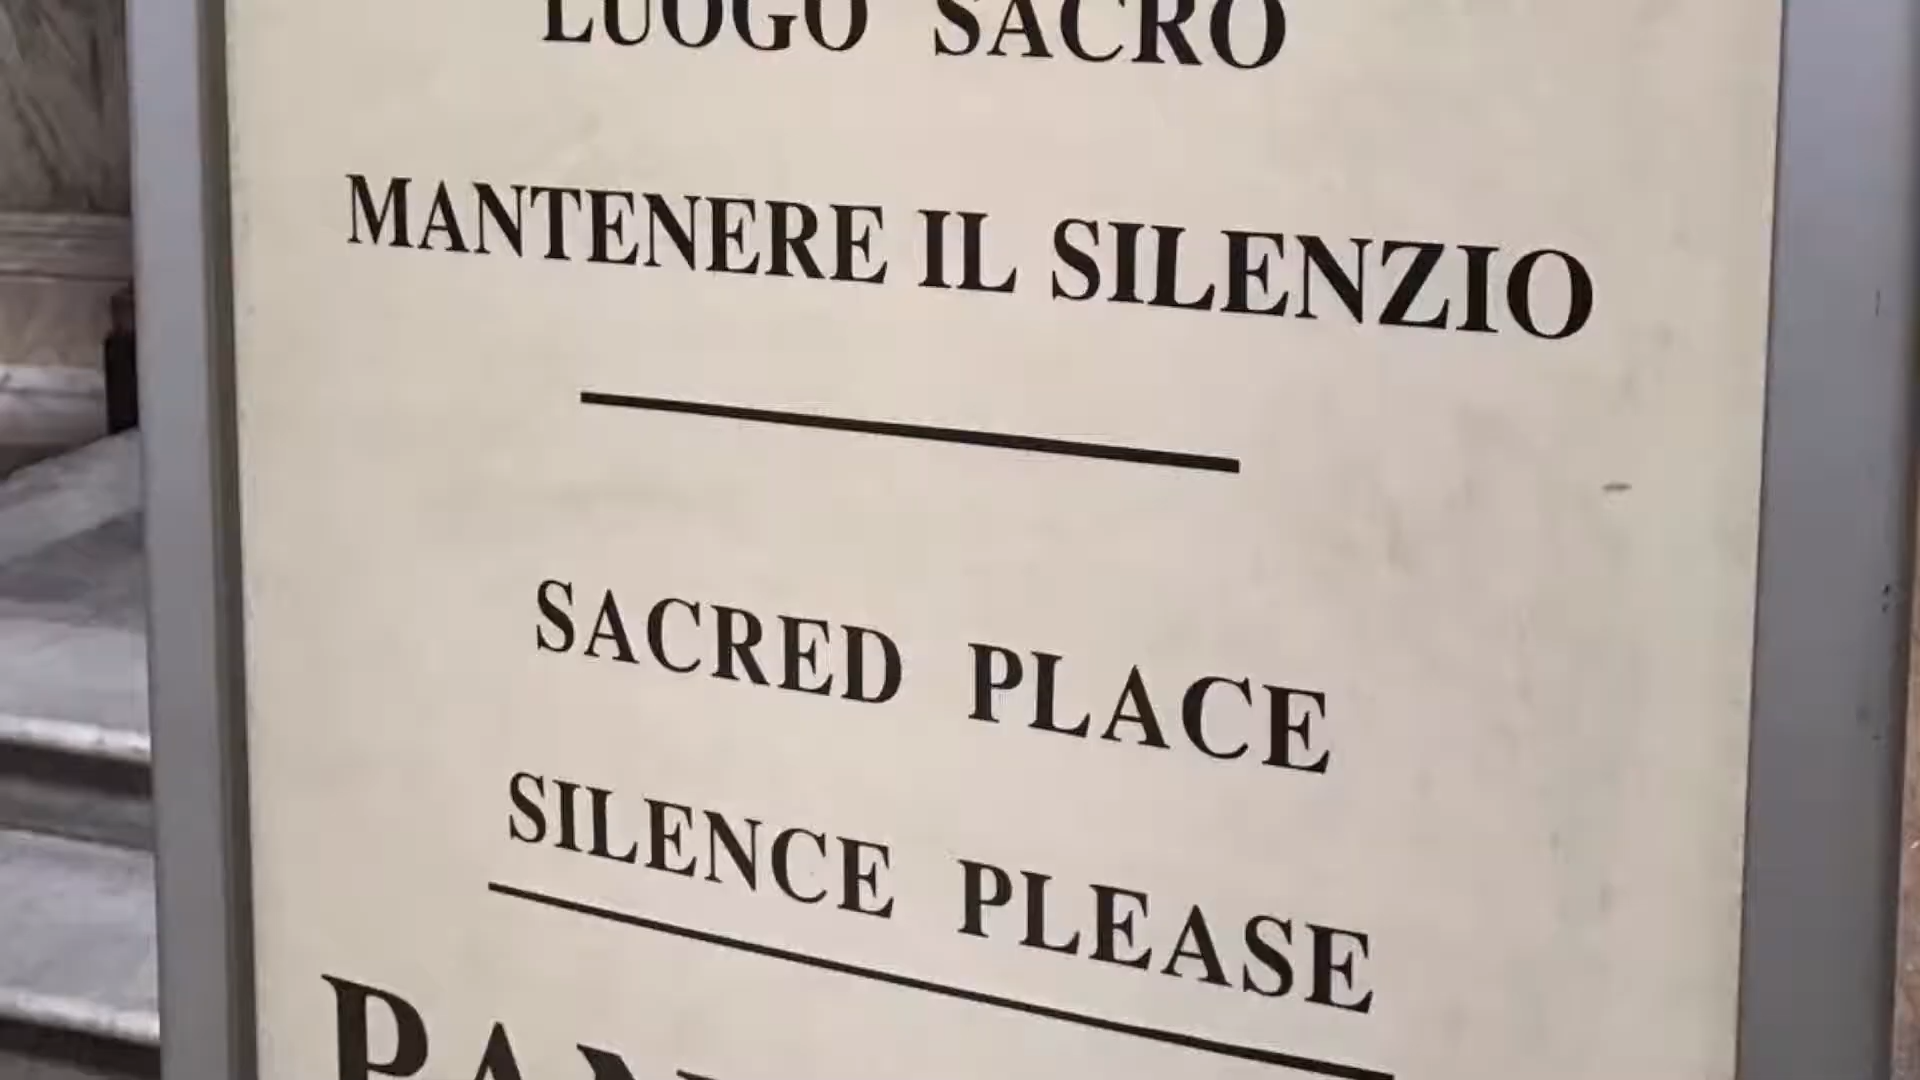 LUOGO SACRO
MANTENERE IL SILENZIO
SACRED PLACE
SILENCE PLEASE